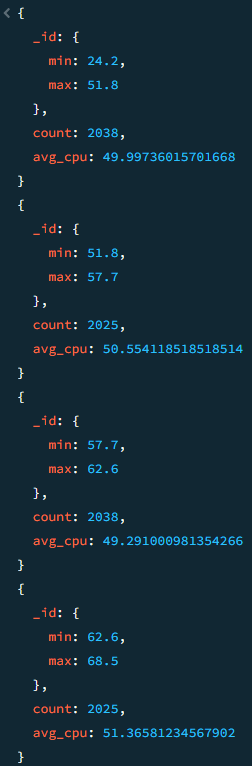 {
_id: {
min: 24.2,
max: 51.8
},
count: 2038,
avg_cpu: 49.99736015701668
}
{
_id: {
min: 51.8,
max: 57.7
},
count: 2025,
avg_cpu: 50.554118518518514
}
{
_id: {
min: 57.7,
max: 62.6
},
count: 2038,
avg_cpu: 49.291000981354266
}
{
_id: {
min: 62.6,
max: 68.5
},
count: 2025,
avg_cpu: 51.36581234567902
}